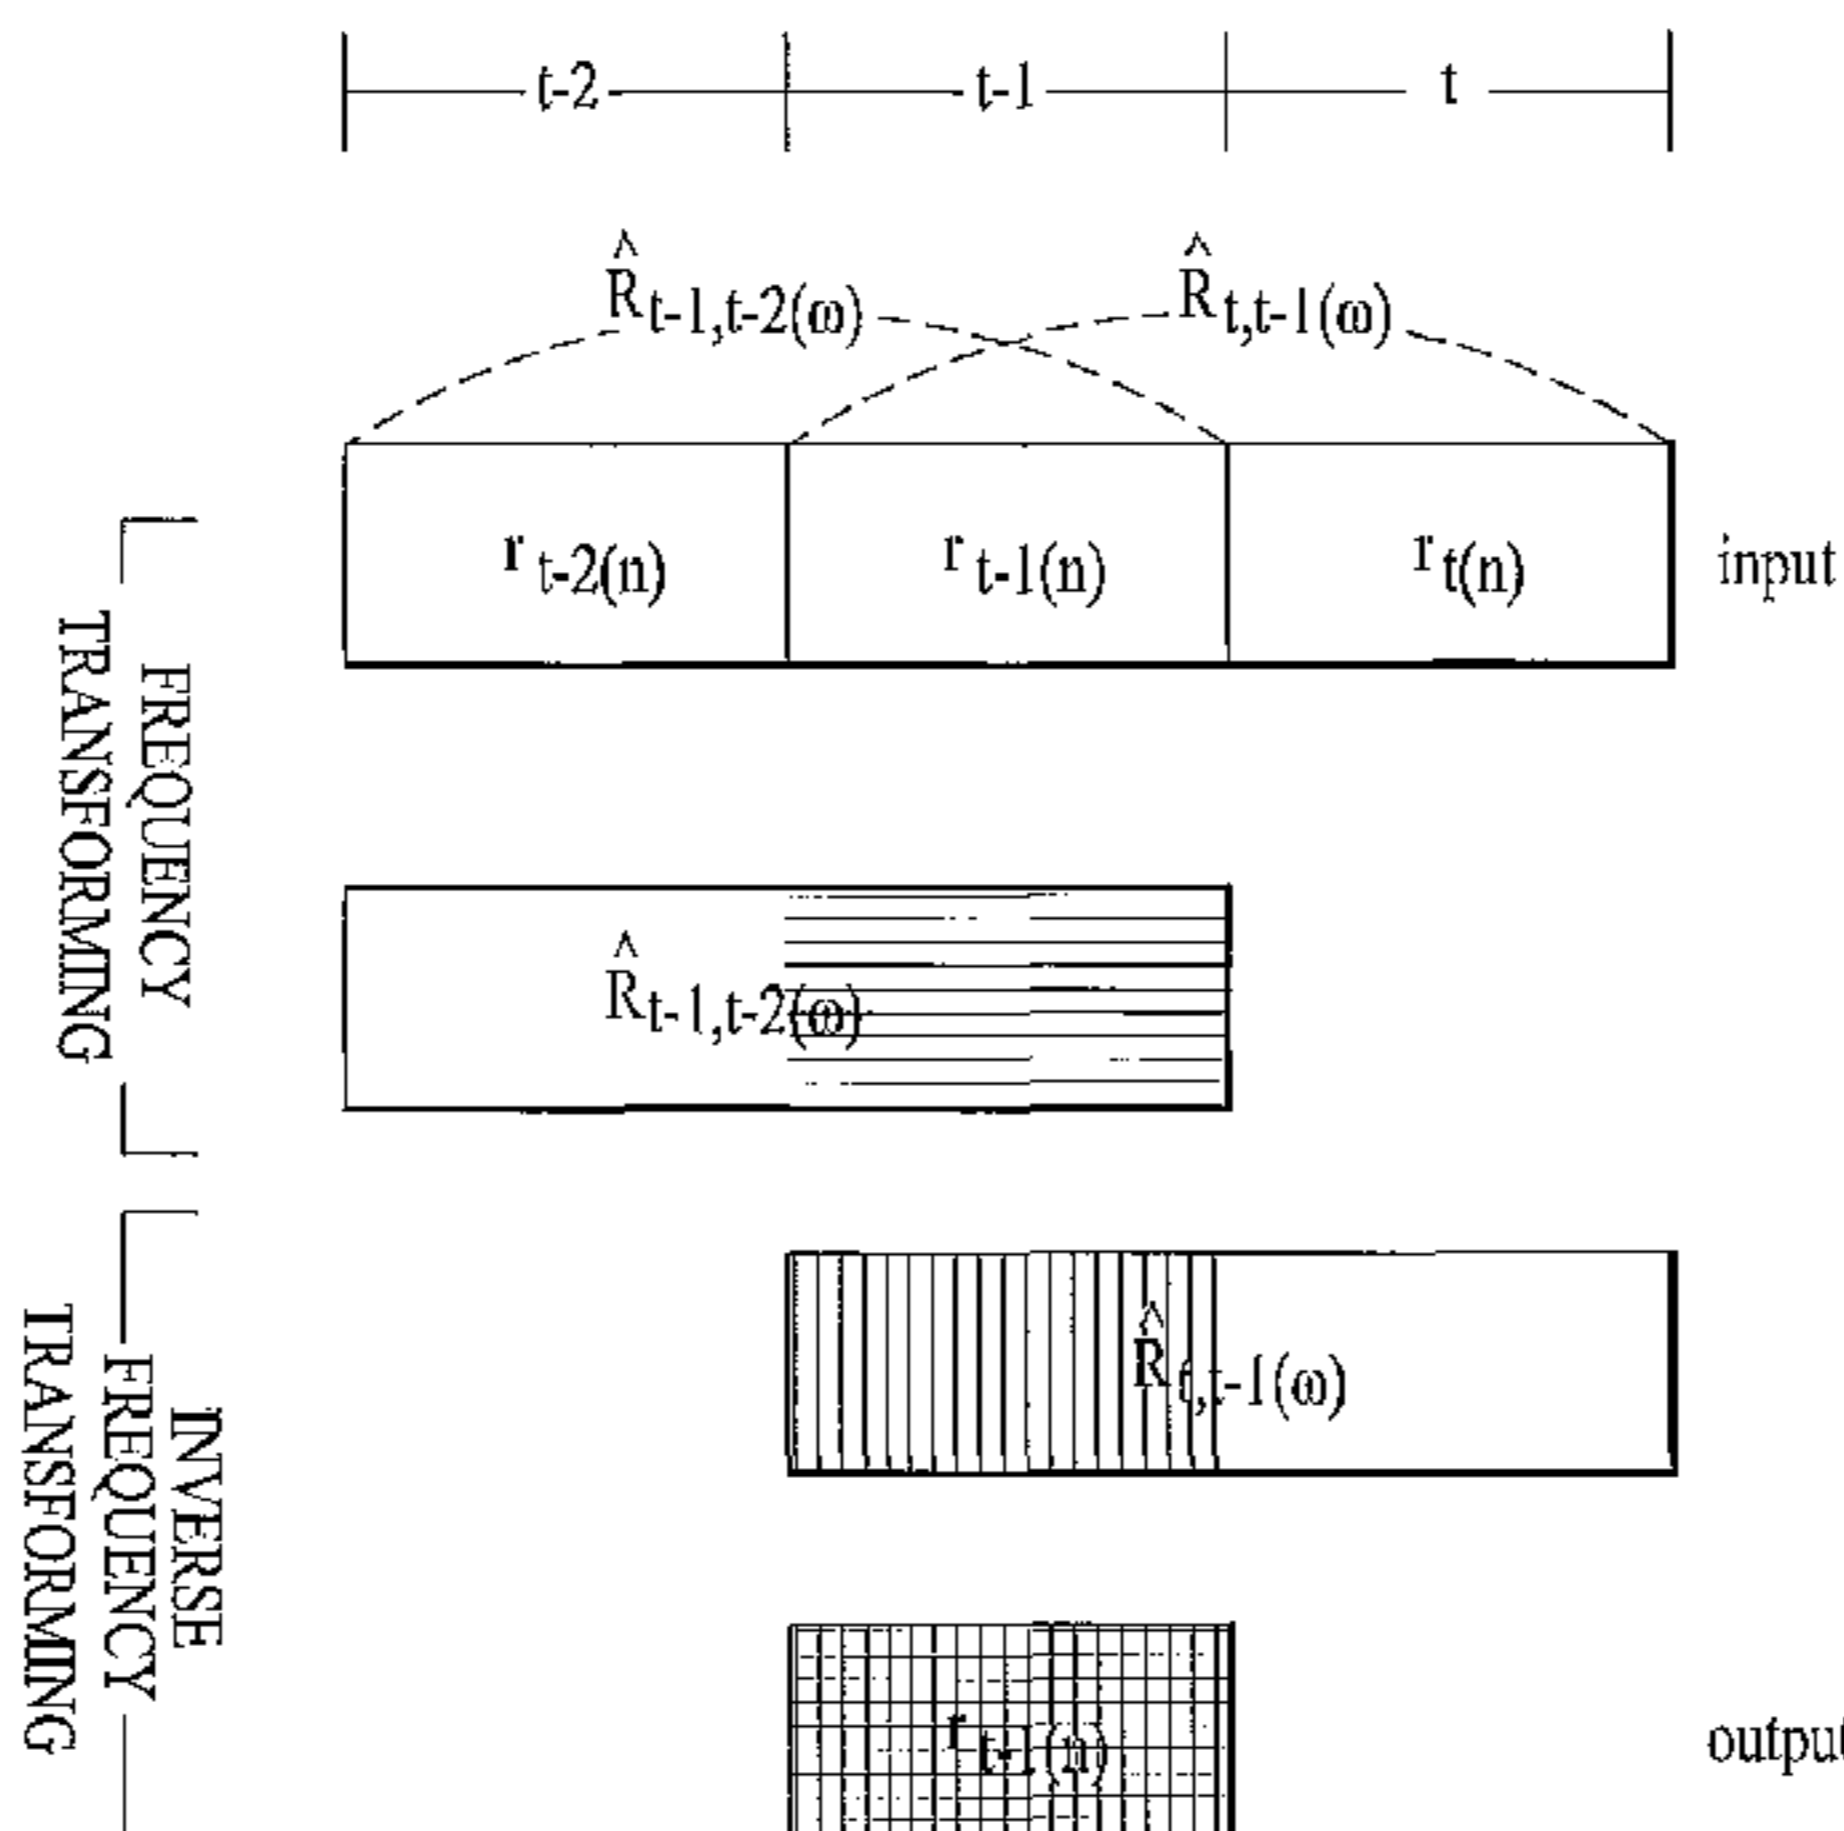 t-2 t-1 t
R̂t-1,t-2(ω) R̂t,t-1(ω)
rt-2(n) rt-1(n) rt(n) input
FREQUENCY
TRANSFORMING
R̂t-1,t-2(ω)
R̂t,t-1(ω)
INVERSE
FREQUENCY
TRANSFORMING
rt-1(n) output